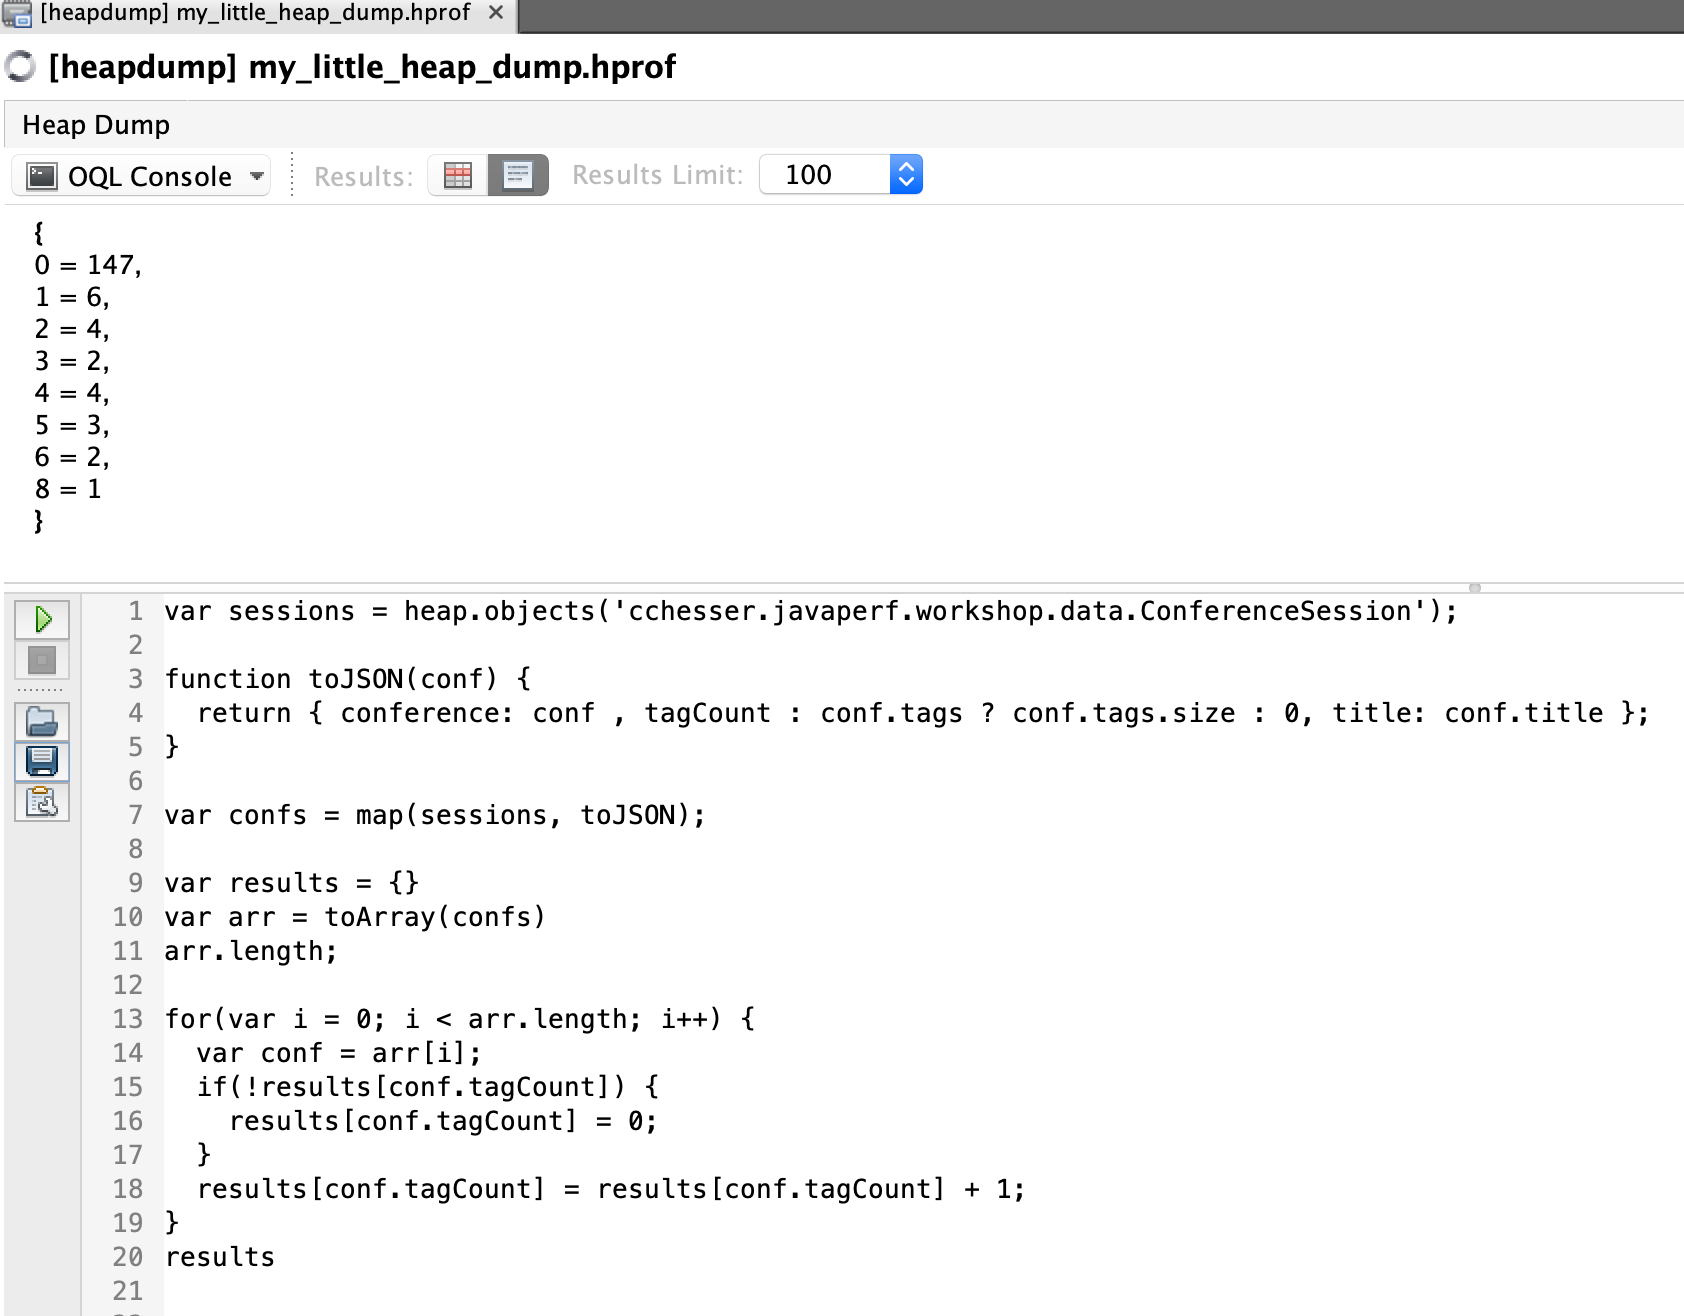 [heapdump] my_little_heap_dump.hprof ×
[heapdump] my_little_heap_dump.hprof
Heap Dump
OQL Console Results: Results Limit: 100
{
0 = 147,
1 = 6,
2 = 4,
3 = 2,
4 = 4,
5 = 3,
6 = 2,
8 = 1
}
1 var sessions = heap.objects('cchesser.javaperf.workshop.data.ConferenceSession');
2
3 function toJSON(conf) {
4   return { conference: conf , tagCount : conf.tags ? conf.tags.size : 0, title: conf.title };
5 }
6
7 var confs = map(sessions, toJSON);
8
9 var results = {}
10 var arr = toArray(confs)
11 arr.length;
12
13 for(var i = 0; i < arr.length; i++) {
14   var conf = arr[i];
15   if(!results[conf.tagCount]) {
16     results[conf.tagCount] = 0;
17   }
18   results[conf.tagCount] = results[conf.tagCount] + 1;
19 }
20 results
21